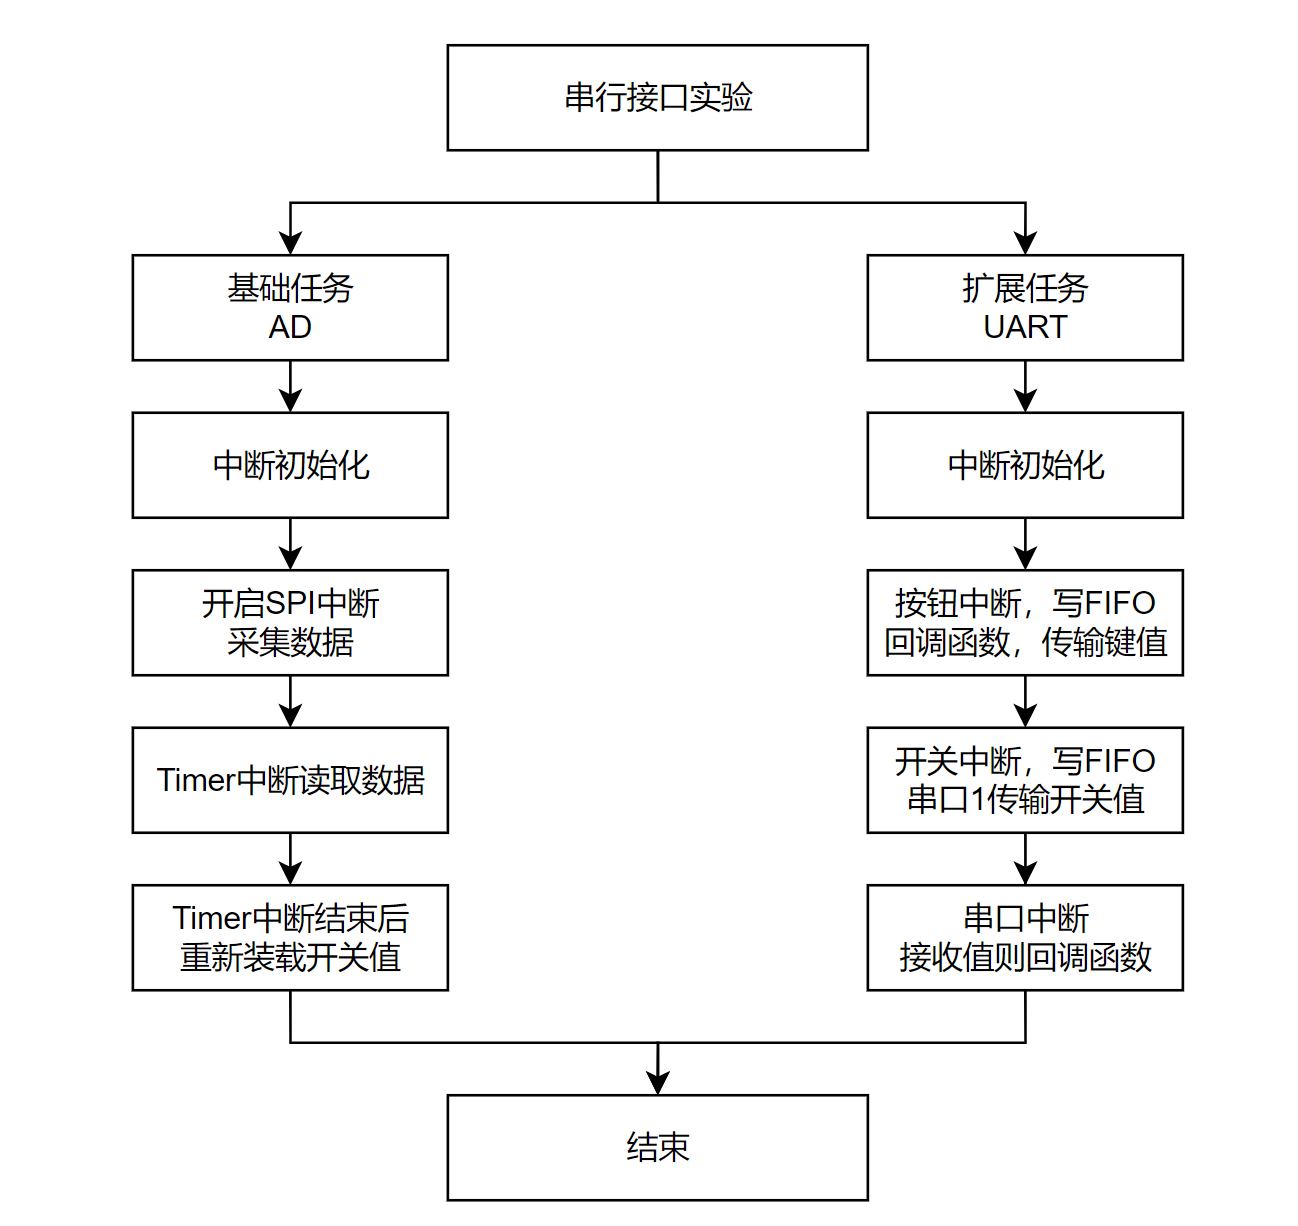 串行接口实验
基础任务
AD
扩展任务
UART
中断初始化
中断初始化
开启SPI中断
采集数据
按钮中断，写FIFO
回调函数，传输键值
Timer中断读取数据
开关中断，写FIFO
串口1传输开关值
Timer中断结束后
重新装载开关值
串口中断
接收值则回调函数
结束